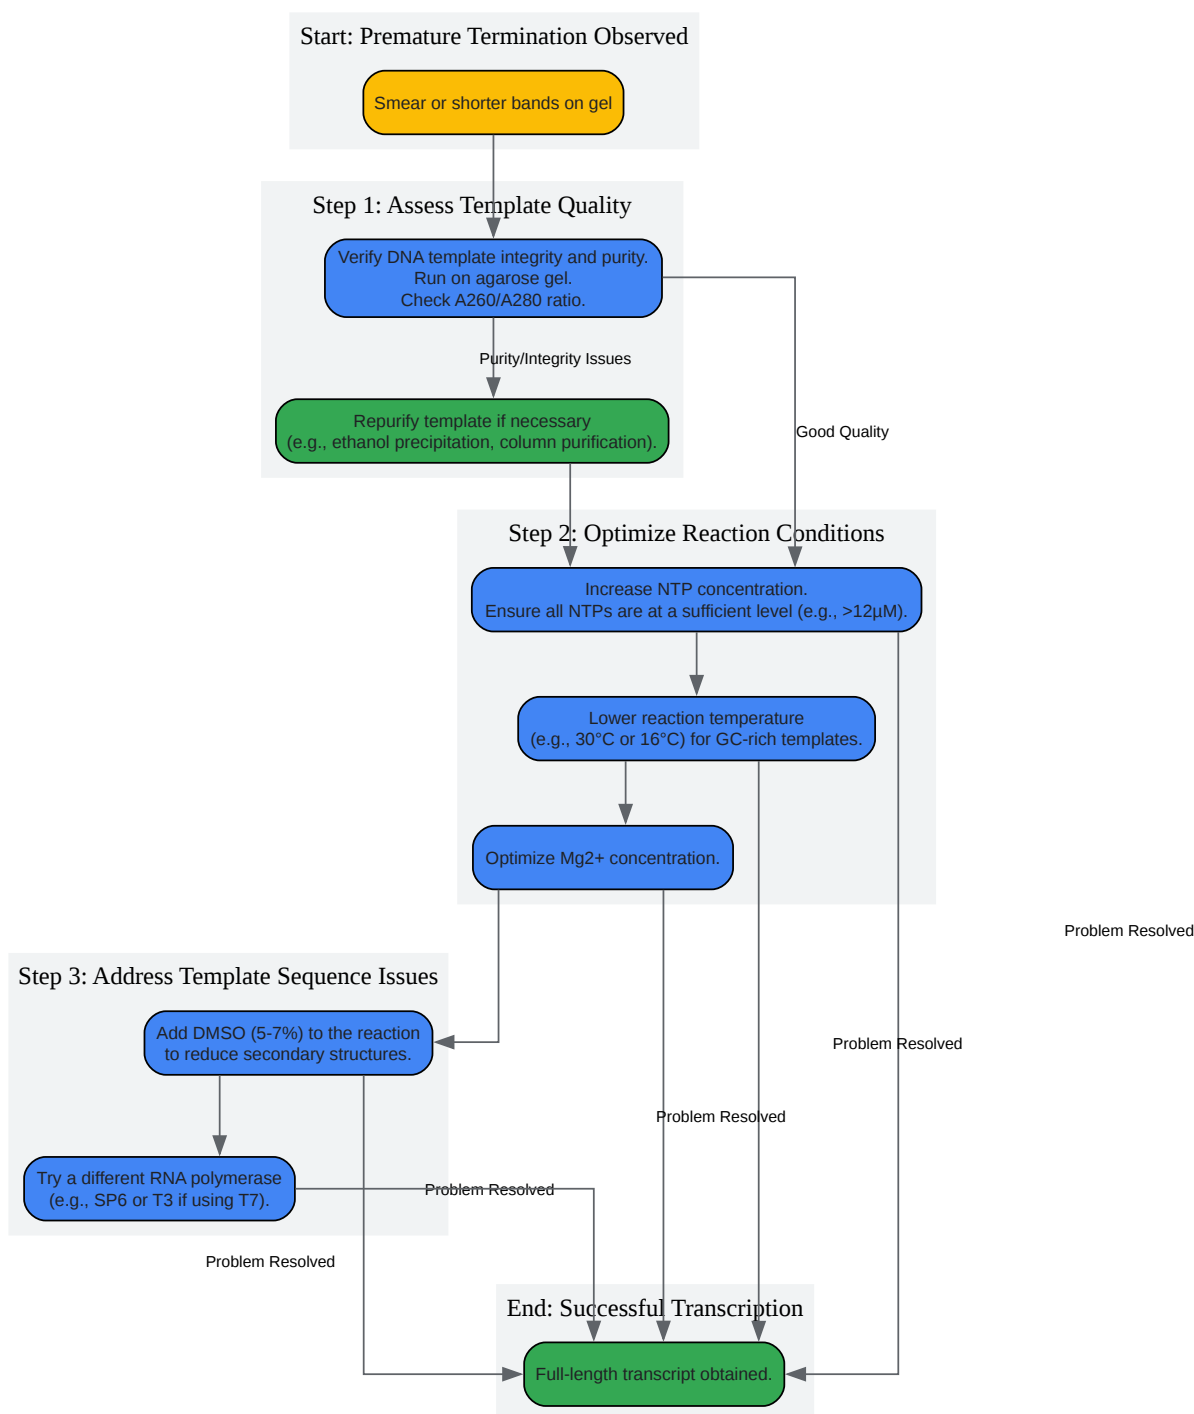 Start: Premature Termination Observed
Smear or shorter bands on gel
Step 1: Assess Template Quality
Verify DNA template integrity and purity.
Run on agarose gel.
Check A260/A280 ratio.
Purity/Integrity Issues
Repurify template if necessary
(e.g., ethanol precipitation, column purification).
Good Quality
Step 2: Optimize Reaction Conditions
Increase NTP concentration.
Ensure all NTPs are at a sufficient level (e.g., >12µM).
Lower reaction temperature
(e.g., 30°C or 16°C) for GC-rich templates.
Optimize Mg2+ concentration.
Problem Resolved
Step 3: Address Template Sequence Issues
Add DMSO (5-7%) to the reaction
to reduce secondary structures.
Problem Resolved
Problem Resolved
Try a different RNA polymerase
(e.g., SP6 or T3 if using T7).
Problem Resolved
Problem Resolved
End: Successful Transcription
Full-length transcript obtained.